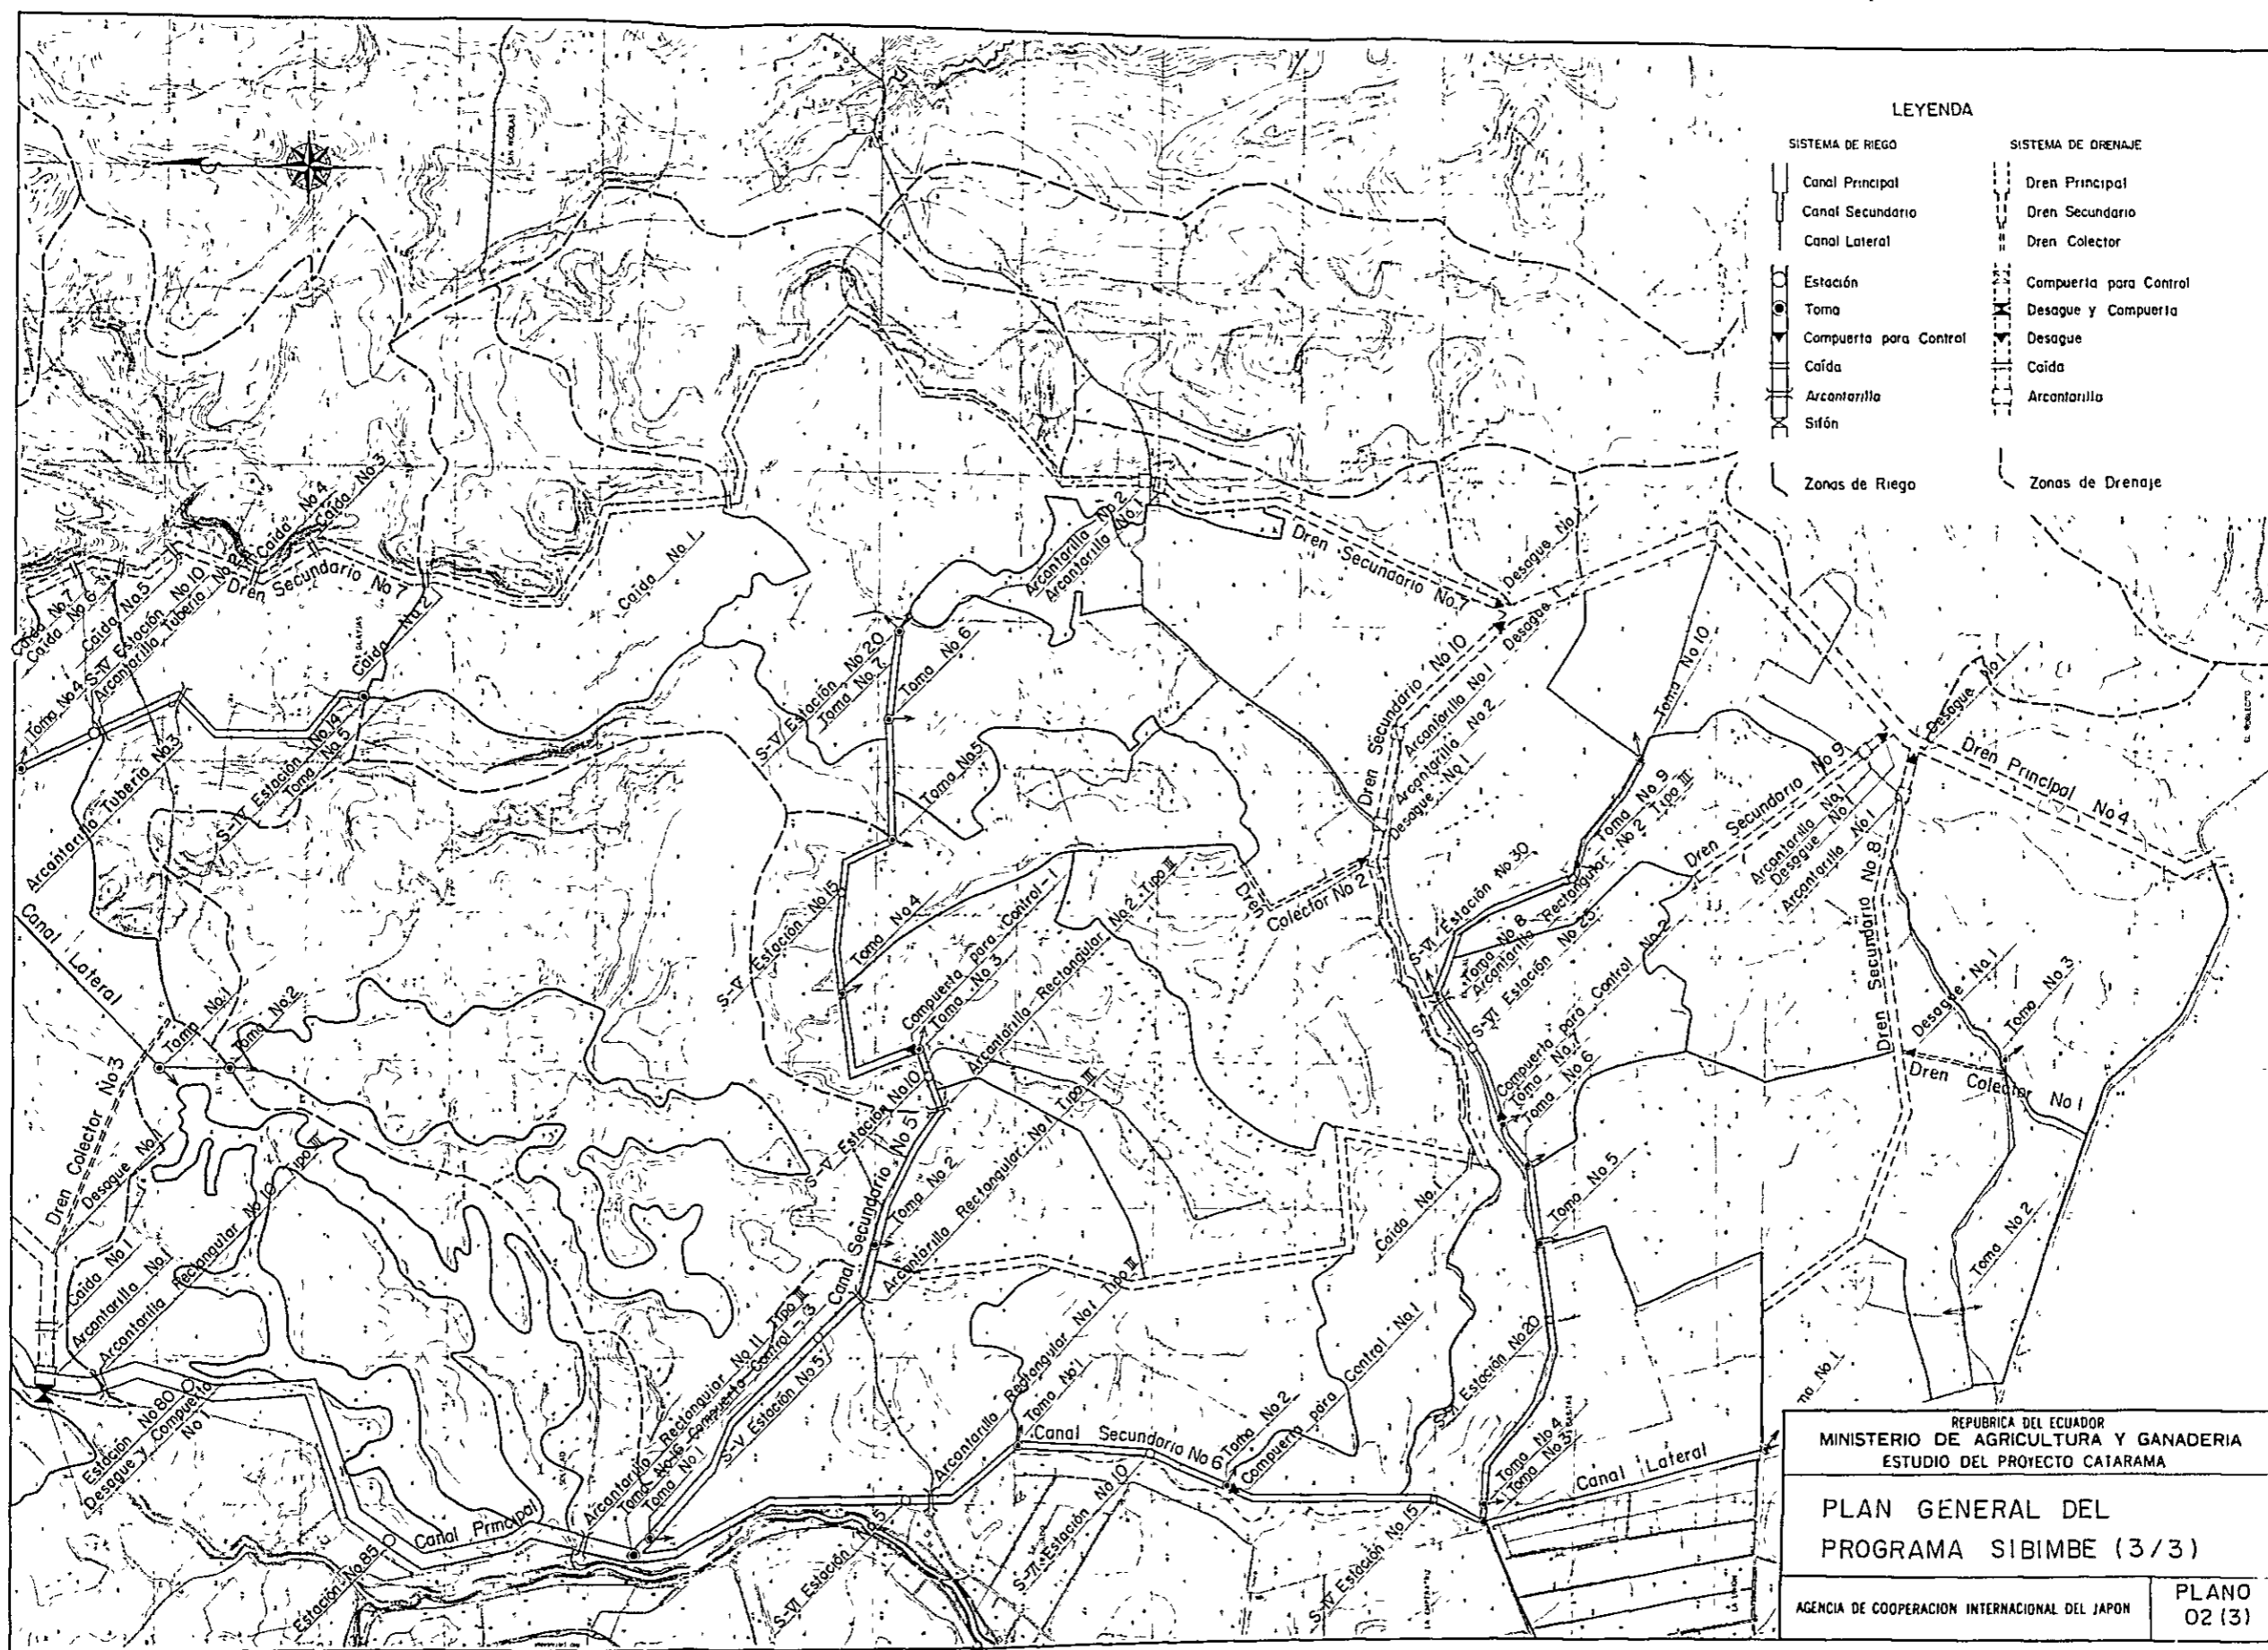 LEYENDA
SISTEMA DE RIEGO
Canal Principal
Canal Secundario
Canal Lateral
Estación
Toma
Compuerta para Control
Caída
Arcantarilla
Sifón
Zonas de Riego
SISTEMA DE DRENAJE
Dren Principal
Dren Secundario
Dren Colector
Compuerta para Control
Desague y Compuerta
Desague
Caída
Arcantarilla
Zonas de Drenaje
SAN NICOLAS
Caída No 7
Caída No 6
Caída No 5
Toma No 4
S-IV Estación No 10
Arcantarilla Tubería No 2
Caída No 4
Caída No 3
Dren Secundario No 7
Caída No 2
Caída No 1
Arcantarilla Tubería No.3
S-IV Estación No 14
Toma No 5
Canal Lateral
Toma No.1
Toma No.2
Dren Colector No 3
Desague No.1
Caída No 1
Arcantarilla No.1
Arcantarilla Rectangular No 10 Tipo III
Estación No 80
Desague y Compuerta
No 1
Estación No 85
Canal Principal
Arcantarilla Rectangular No 11 Tipo III
Toma No 16 Compuerta Control - 3
Toma No 1
S-V Estación No 5
Canal Secundario No 5
Arcantarilla Rectangular No 1 Tipo III
Toma No 2
S-V Estación No.10
Arcantarilla Rectangular No 2 Tipo III
Compuerta para Control - 1
Toma No 3
Toma No 4
S-V Estación No 15
Toma No.5
Toma No 6
S-V Estación No 20
Toma No 7
Arcantarilla No 2
Arcantarilla No.1
Dren Secundario No.7
Desague No 1
Desague 1
Dren Secundario No 10
Arcantarilla No 1
Arcantarilla No.2
Desague No 1
Dren
Colector No 2
Toma No 10
Toma No 9
Arcantarilla Rectangular No 2 Tipo III
Toma No 8
S-VI Estación No 30
S-VI Estación No 25
Compuerta para Control No 2
Toma No.7
Toma No 6
Toma No 5
Dren Secundario No 9
Arcantarilla No.1
Desague No 1
Arcantarilla No 1
Desague No 1
Dren Principal No 4
Dren Secundario No 8
Desague No.1
Toma No 3
Dren Colector No 1
Toma No 2
Caída No.1
S-VI Estación No 20
Toma No 4
Toma No 3
Canal Lateral
S-VI Estación No 15
Compuerta para Control No.1
Toma No 2
Canal Secundario No 6
S-VI Estación No 10
Toma No 1
Arcantarilla Rectangular No 1 Tipo III
S-VI Estación No.5
No.1
REPUBRICA DEL ECUADOR
MINISTERIO DE AGRICULTURA Y GANADERIA
ESTUDIO DEL PROYECTO CATARAMA
PLAN GENERAL DEL
PROGRAMA SIBIMBE (3/3)
AGENCIA DE COOPERACION INTERNACIONAL DEL JAPON
PLANO
02 (3)